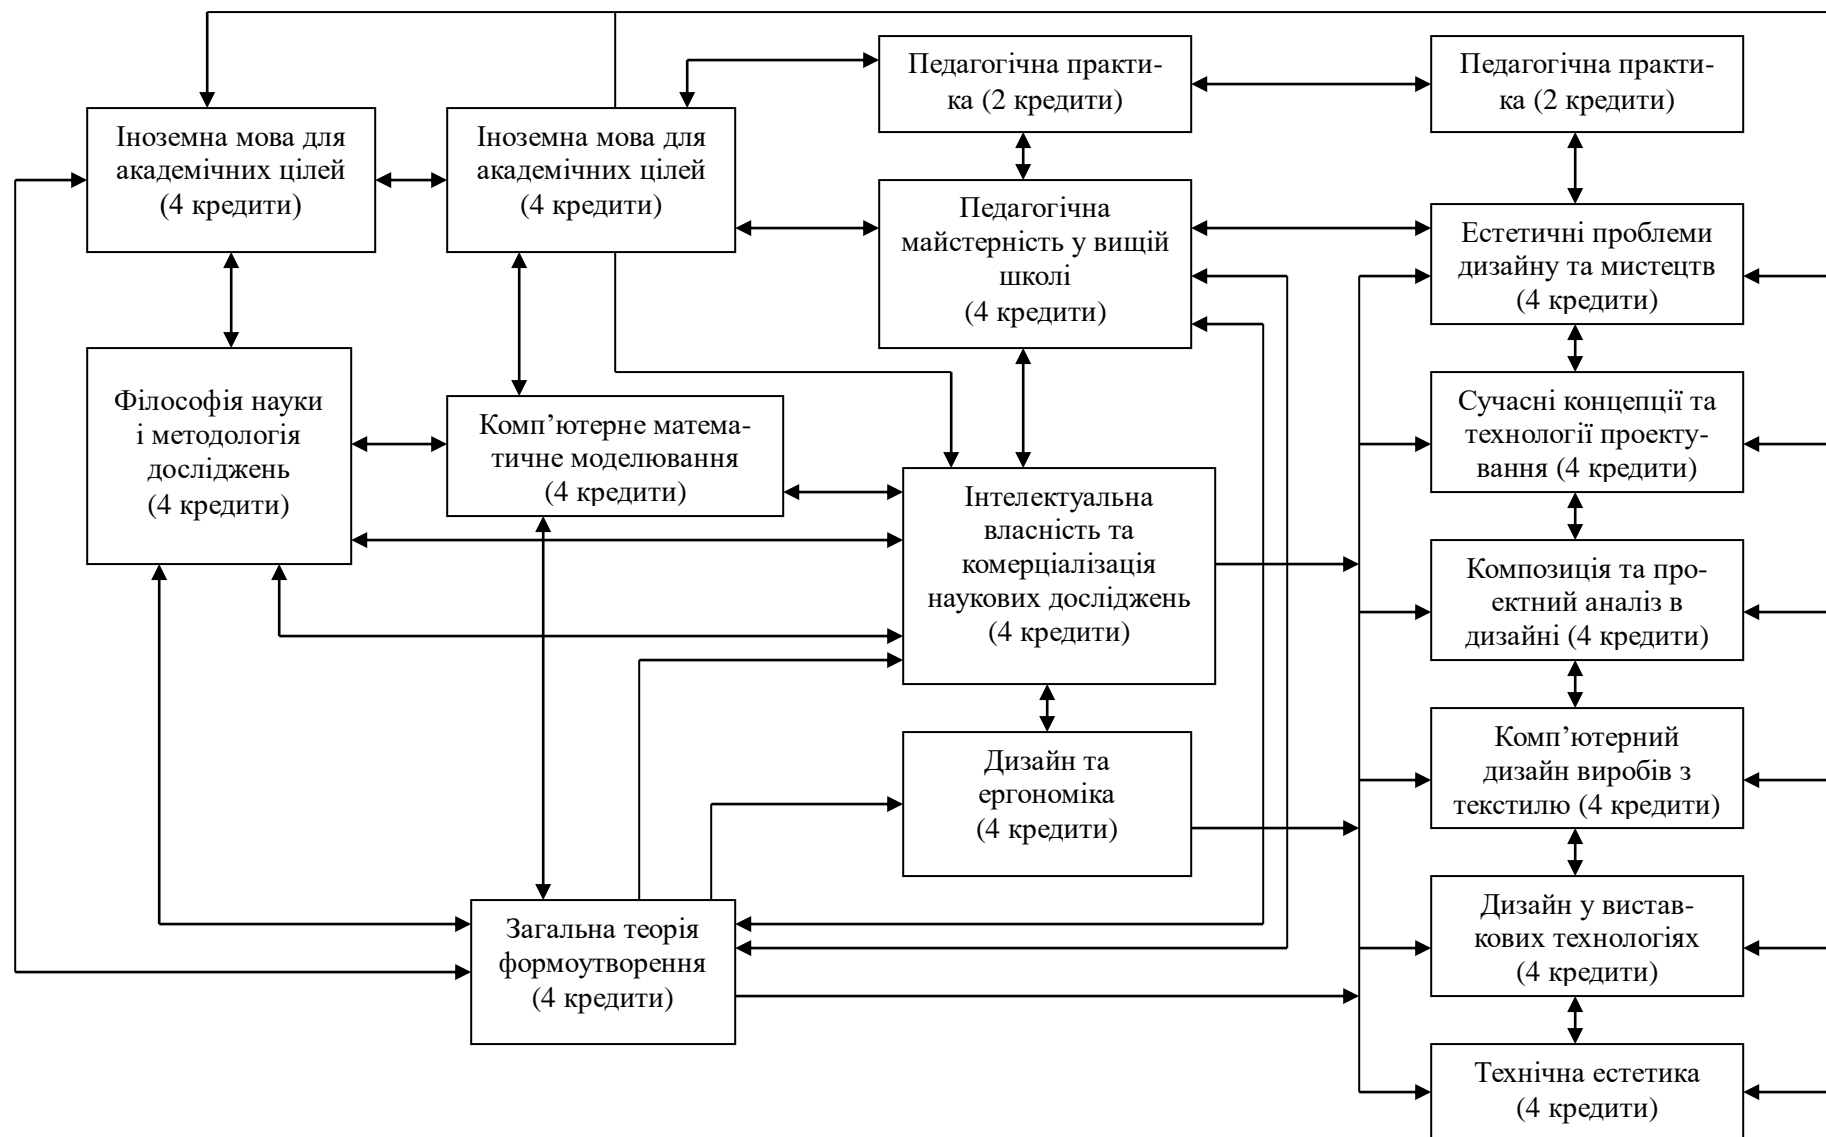 Педагогічна практи-
ка (2 кредити)
Педагогічна практи-
ка (2 кредити)
Іноземна мова для
академічних цілей
(4 кредити)
Іноземна мова для
академічних цілей
(4 кредити)
Педагогічна
майстерність у вищій
школі
(4 кредити)
Естетичні проблеми
дизайну та мистецтв
(4 кредити)
Філософія науки
і методологія
досліджень
(4 кредити)
Комп’ютерне матема-
тичне моделювання
(4 кредити)
Сучасні концепції та
технології проекту-
вання (4 кредити)
Інтелектуальна
власність та
комерціалізація
наукових досліджень
(4 кредити)
Композиція та про-
ектний аналіз в
дизайні (4 кредити)
Дизайн та
ергономіка
(4 кредити)
Комп’ютерний
дизайн виробів з
текстилю (4 кредити)
Загальна теорія
формоутворення
(4 кредити)
Дизайн у вистав-
кових технологіях
(4 кредити)
Технічна естетика
(4 кредити)